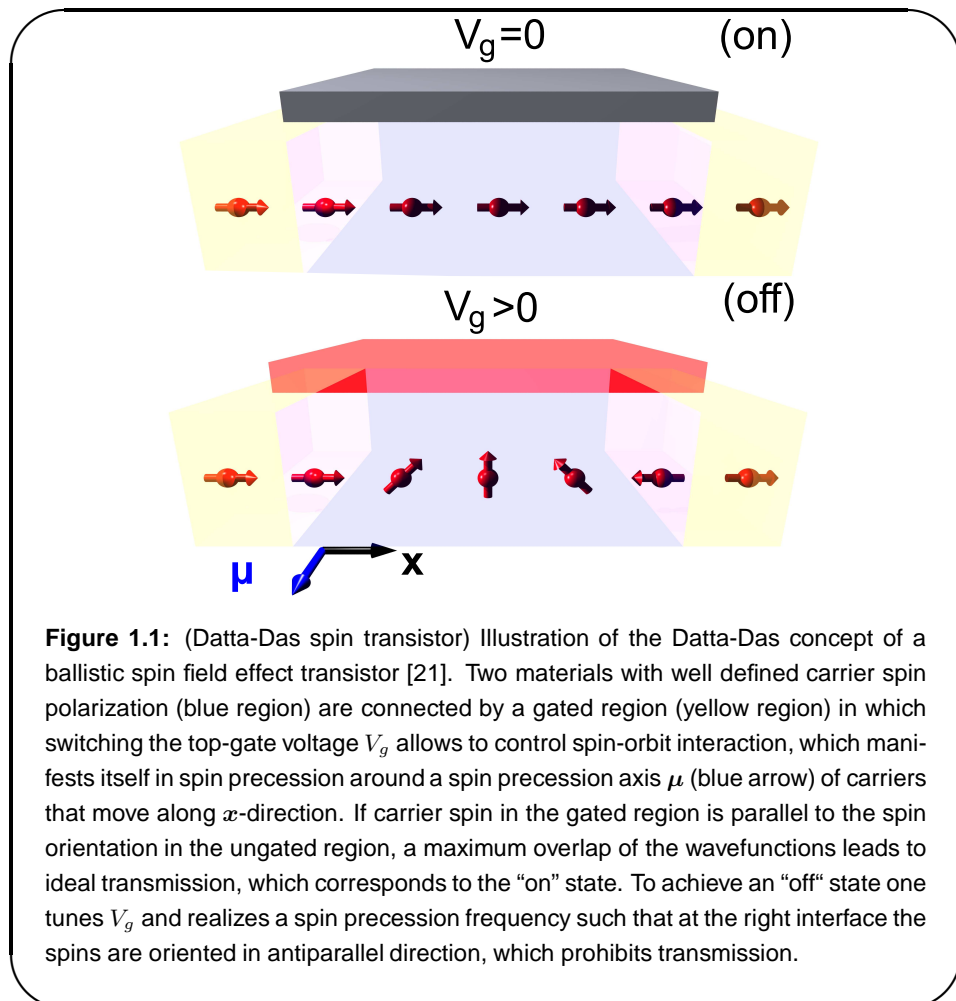 V_g=0 (on)
V_g>0 (off)
μ x
Figure 1.1: (Datta-Das spin transistor) Illustration of the Datta-Das concept of a
ballistic spin field effect transistor [21]. Two materials with well defined carrier spin
polarization (blue region) are connected by a gated region (yellow region) in which
switching the top-gate voltage V_g allows to control spin-orbit interaction, which mani-
fests itself in spin precession around a spin precession axis μ (blue arrow) of carriers
that move along x-direction. If carrier spin in the gated region is parallel to the spin
orientation in the ungated region, a maximum overlap of the wavefunctions leads to
ideal transmission, which corresponds to the “on” state. To achieve an “off“ state one
tunes V_g and realizes a spin precession frequency such that at the right interface the
spins are oriented in antiparallel direction, which prohibits transmission.